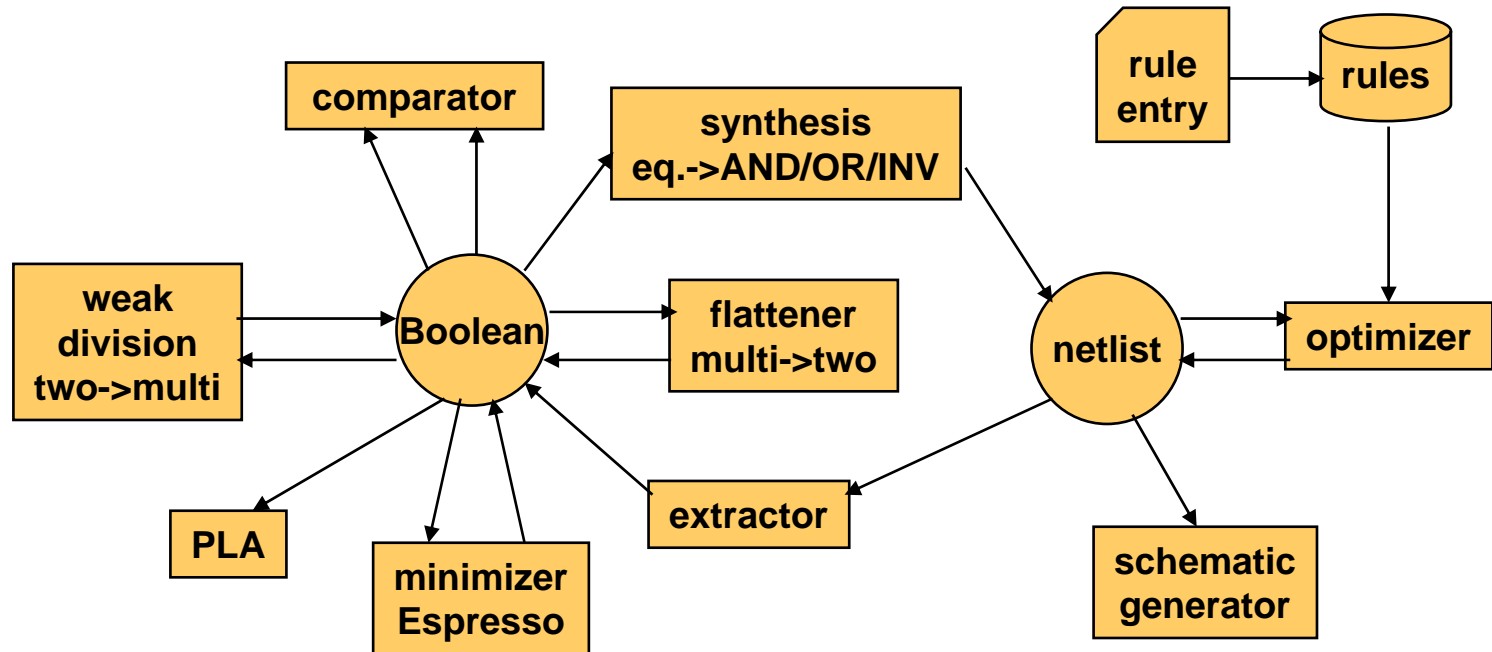 comparator
synthesis
eq.->AND/OR/INV
rule
entry
rules
weak
division
two->multi
Boolean
flattener
multi->two
netlist
optimizer
PLA
minimizer
Espresso
extractor
schematic
generator